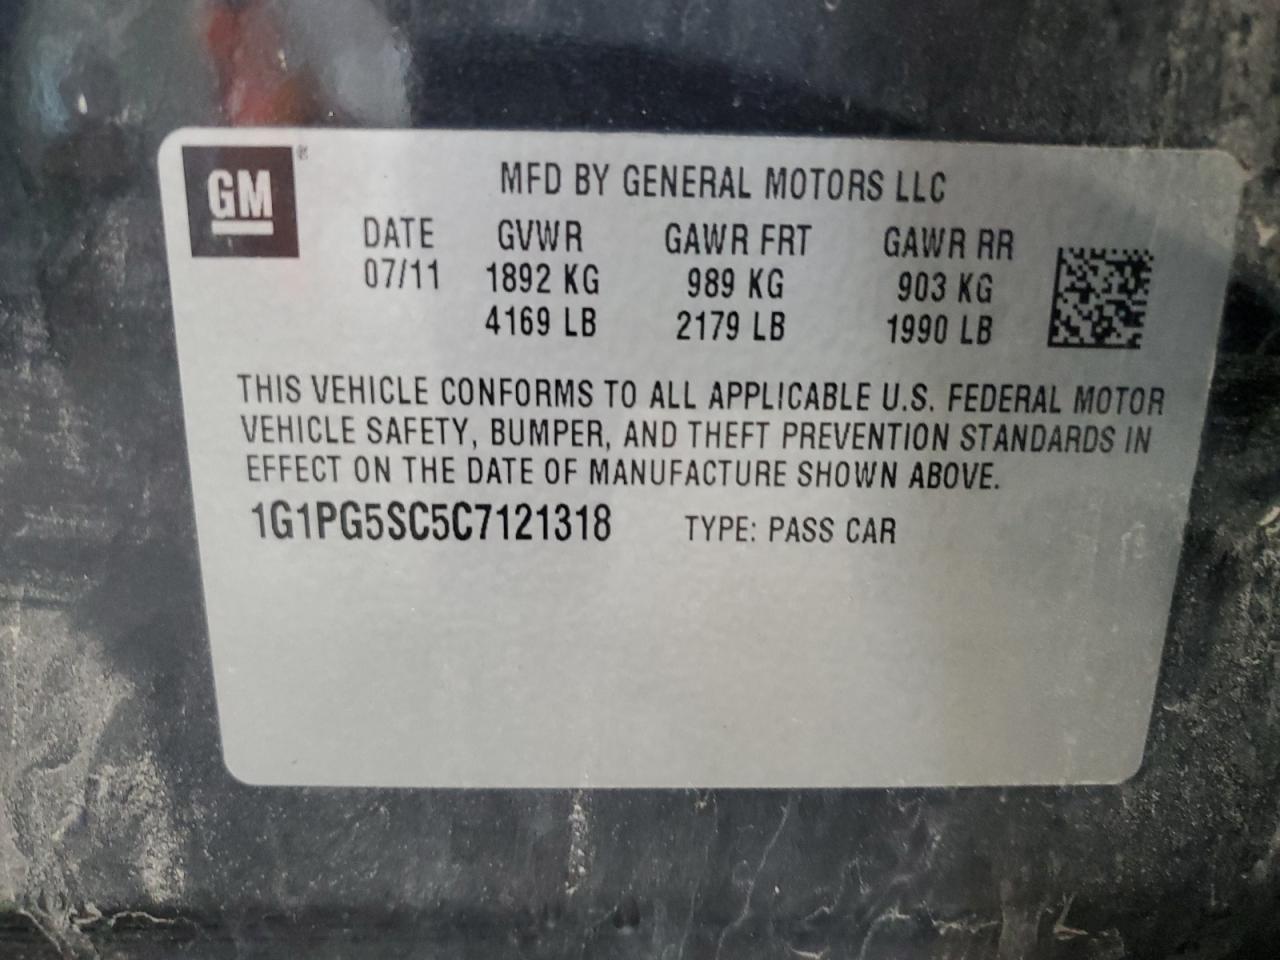 GM®
MFD BY GENERAL MOTORS LLC
DATE GVWR GAWR FRT GAWR RR
07/11 1892 KG 989 KG 903 KG
4169 LB 2179 LB 1990 LB
THIS VEHICLE CONFORMS TO ALL APPLICABLE U.S. FEDERAL MOTOR
VEHICLE SAFETY, BUMPER, AND THEFT PREVENTION STANDARDS IN
EFFECT ON THE DATE OF MANUFACTURE SHOWN ABOVE.
1G1PG5SC5C7121318 TYPE: PASS CAR